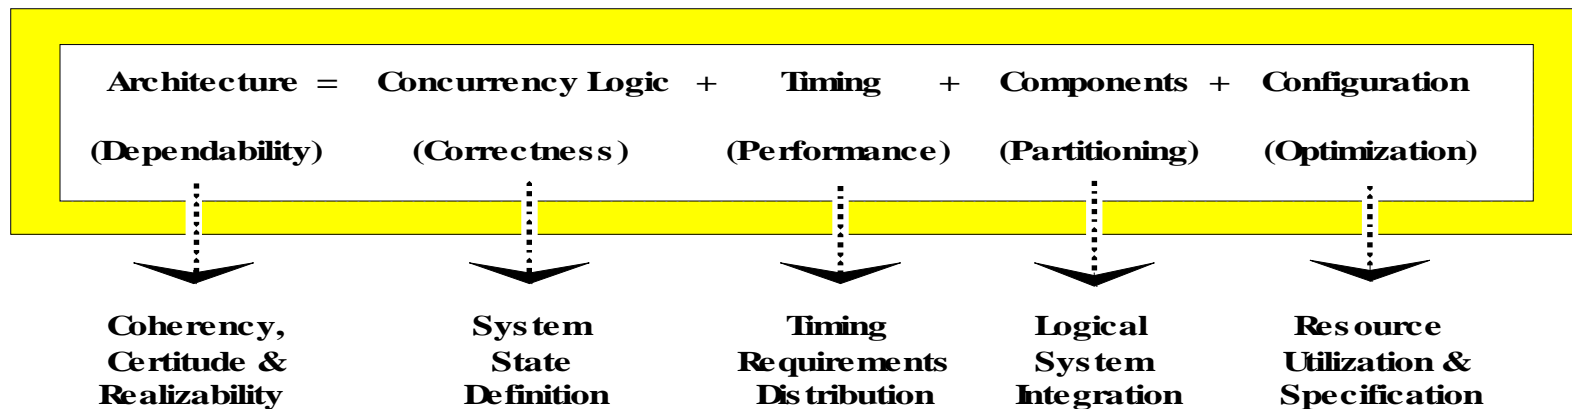 Architecture = Concurrency Logic + Timing + Components + Configuration
(Dependability) (Correctness) (Performance) (Partitioning) (Optimization)
Coherency, System Timing Logical Resource
Certitude & State Requirements System Utilization &
Realizability Definition Distribution Integration Specification